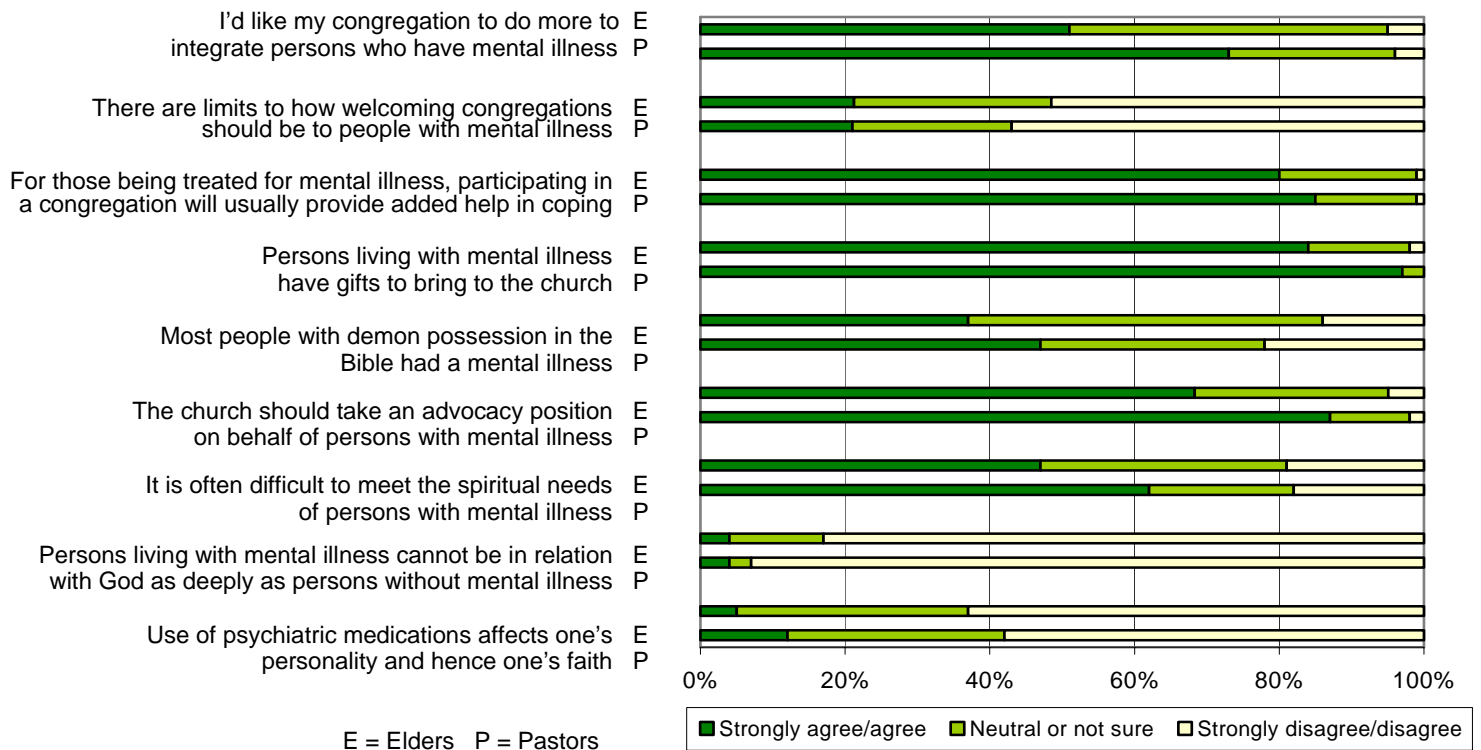 I’d like my congregation to do more to E
integrate persons who have mental illness P
There are limits to how welcoming congregations E
should be to people with mental illness P
For those being treated for mental illness, participating in E
a congregation will usually provide added help in coping P
Persons living with mental illness E
have gifts to bring to the church P
Most people with demon possession in the E
Bible had a mental illness P
The church should take an advocacy position E
on behalf of persons with mental illness P
It is often difficult to meet the spiritual needs E
of persons with mental illness P
Persons living with mental illness cannot be in relation E
with God as deeply as persons without mental illness P
Use of psychiatric medications affects one’s E
personality and hence one’s faith P
0% 20% 40% 60% 80% 100%
Strongly agree/agree Neutral or not sure Strongly disagree/disagree
E = Elders P = Pastors